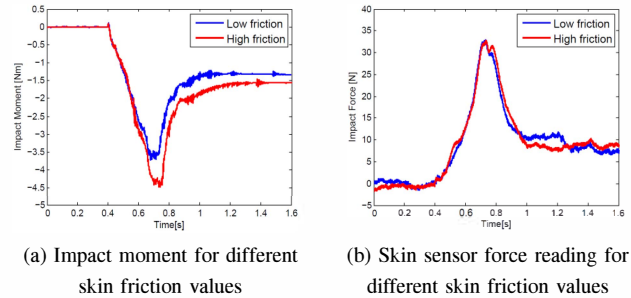 0.5
0
-0.5
-1
-1.5
-2
-2.5
-3
-3.5
-4
-4.5
-5
Impact Moment [Nm]
0 0.2 0.4 0.6 0.8 1 1.2 1.4 1.6
Time[s]
Low friction
High friction
40
35
30
25
20
15
10
5
0
-5
Impact Force [N]
0 0.2 0.4 0.6 0.8 1 1.2 1.4 1.6
Time[s]
Low friction
High friction
(a) Impact moment for different
skin friction values
(b) Skin sensor force reading for
different skin friction values